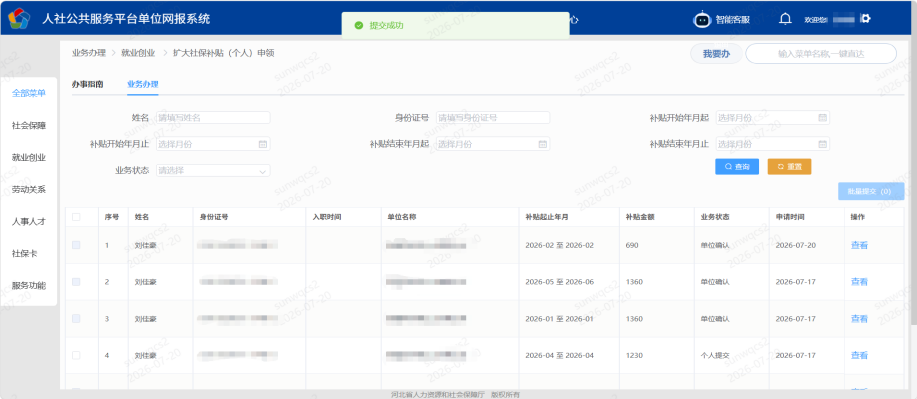 人社公共服务平台单位网报系统
提交成功
智能客服
欢迎您!
业务办理 > 就业创业 > 扩大社保补贴（个人）申领
我要办
输入菜单名称,一键直达
全部菜单
社会保障
就业创业
劳动关系
人事人才
社保卡
服务功能
办事指南 业务办理
姓名 请填写姓名 身份证号 请填写身份证号 补贴开始年月起 选择月份
补贴开始年月止 选择月份 补贴结束年月起 选择月份 补贴结束年月止 选择月份
业务状态 请选择 查询 重置
批量提交（0）
序号 姓名 身份证号 入职时间 单位名称 补贴起止年月 补贴金额 业务状态 申请时间 操作
1 刘佳豪 2026-02 至 2026-02 690 单位确认 2026-07-20 查看
2 刘佳豪 2026-05 至 2026-06 1360 单位确认 2026-07-17 查看
3 刘佳豪 2026-01 至 2026-01 1360 单位确认 2026-07-17 查看
4 刘佳豪 2026-04 至 2026-04 1230 个人提交 2026-07-17 查看
河北省人力资源和社会保障厅 版权所有
sunwqcs2
2026-07-20